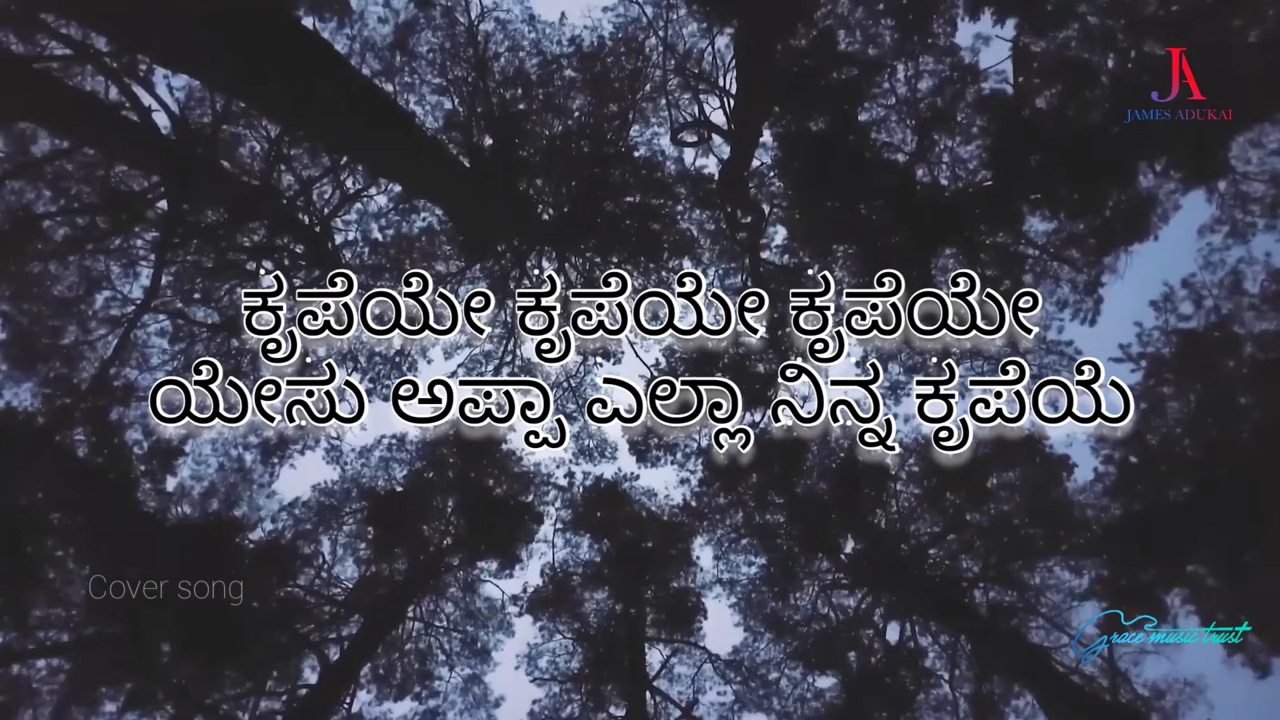 JA
JAMES ADUKAI
ಕೃಪೆಯೇ ಕೃಪೆಯೇ ಕೃಪೆಯೇ
ಯೇಸು ಅಪ್ಪಾ ಎಲ್ಲಾ ನಿನ್ನ ಕೃಪೆಯೆ
Cover song
Grace music trust